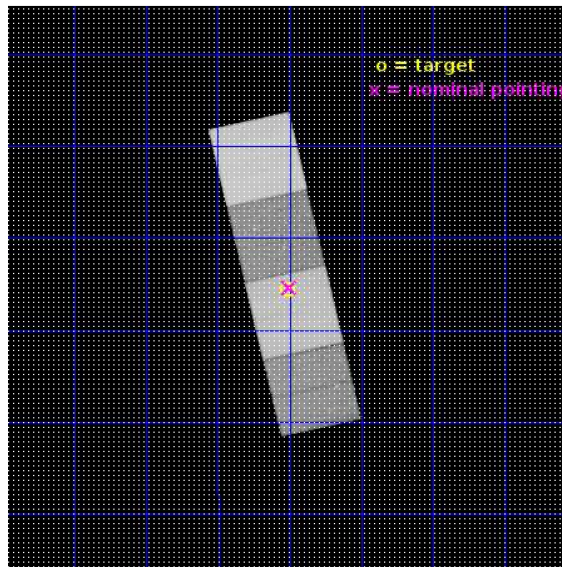 o = target
x = nominal pointing